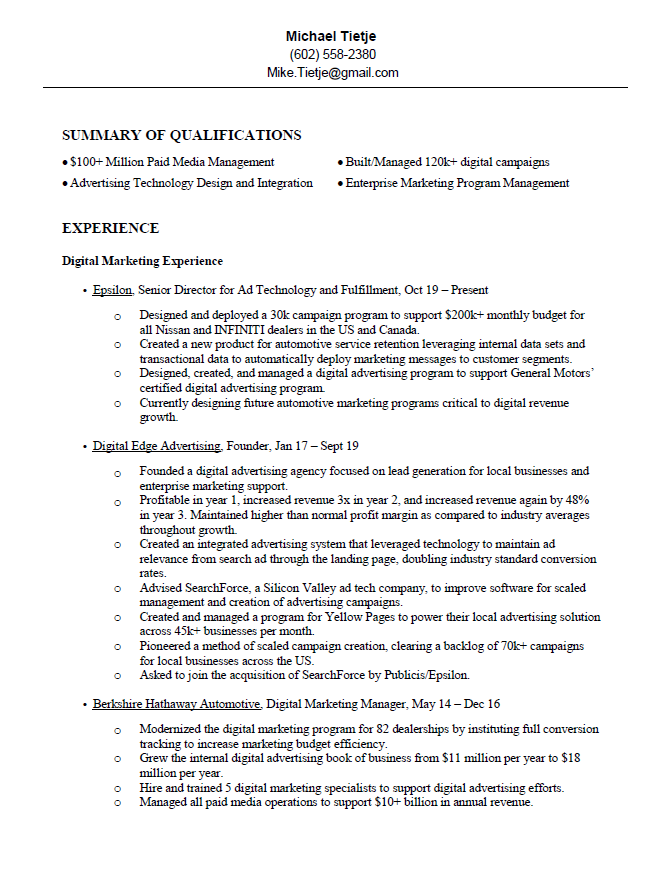 Michael Tietje
(602) 558-2380
Mike.Tietje@gmail.com
SUMMARY OF QUALIFICATIONS
• $100+ Million Paid Media Management
• Built/Managed 120k+ digital campaigns
• Advertising Technology Design and Integration
• Enterprise Marketing Program Management
EXPERIENCE
Digital Marketing Experience
• Epsilon, Senior Director for Ad Technology and Fulfillment, Oct 19 – Present
o Designed and deployed a 30k campaign program to support $200k+ monthly budget for
all Nissan and INFINITI dealers in the US and Canada.
o Created a new product for automotive service retention leveraging internal data sets and
transactional data to automatically deploy marketing messages to customer segments.
o Designed, created, and managed a digital advertising program to support General Motors’
certified digital advertising program.
o Currently designing future automotive marketing programs critical to digital revenue
growth.
• Digital Edge Advertising, Founder, Jan 17 – Sept 19
o Founded a digital advertising agency focused on lead generation for local businesses and
enterprise marketing support.
o Profitable in year 1, increased revenue 3x in year 2, and increased revenue again by 48%
in year 3. Maintained higher than normal profit margin as compared to industry averages
throughout growth.
o Created an integrated advertising system that leveraged technology to maintain ad
relevance from search ad through the landing page, doubling industry standard conversion
rates.
o Advised SearchForce, a Silicon Valley ad tech company, to improve software for scaled
management and creation of advertising campaigns.
o Created and managed a program for Yellow Pages to power their local advertising solution
across 45k+ businesses per month.
o Pioneered a method of scaled campaign creation, clearing a backlog of 70k+ campaigns
for local businesses across the US.
o Asked to join the acquisition of SearchForce by Publicis/Epsilon.
• Berkshire Hathaway Automotive, Digital Marketing Manager, May 14 – Dec 16
o Modernized the digital marketing program for 82 dealerships by instituting full conversion
tracking to increase marketing budget efficiency.
o Grew the internal digital advertising book of business from $11 million per year to $18
million per year.
o Hire and trained 5 digital marketing specialists to support digital advertising efforts.
o Managed all paid media operations to support $10+ billion in annual revenue.